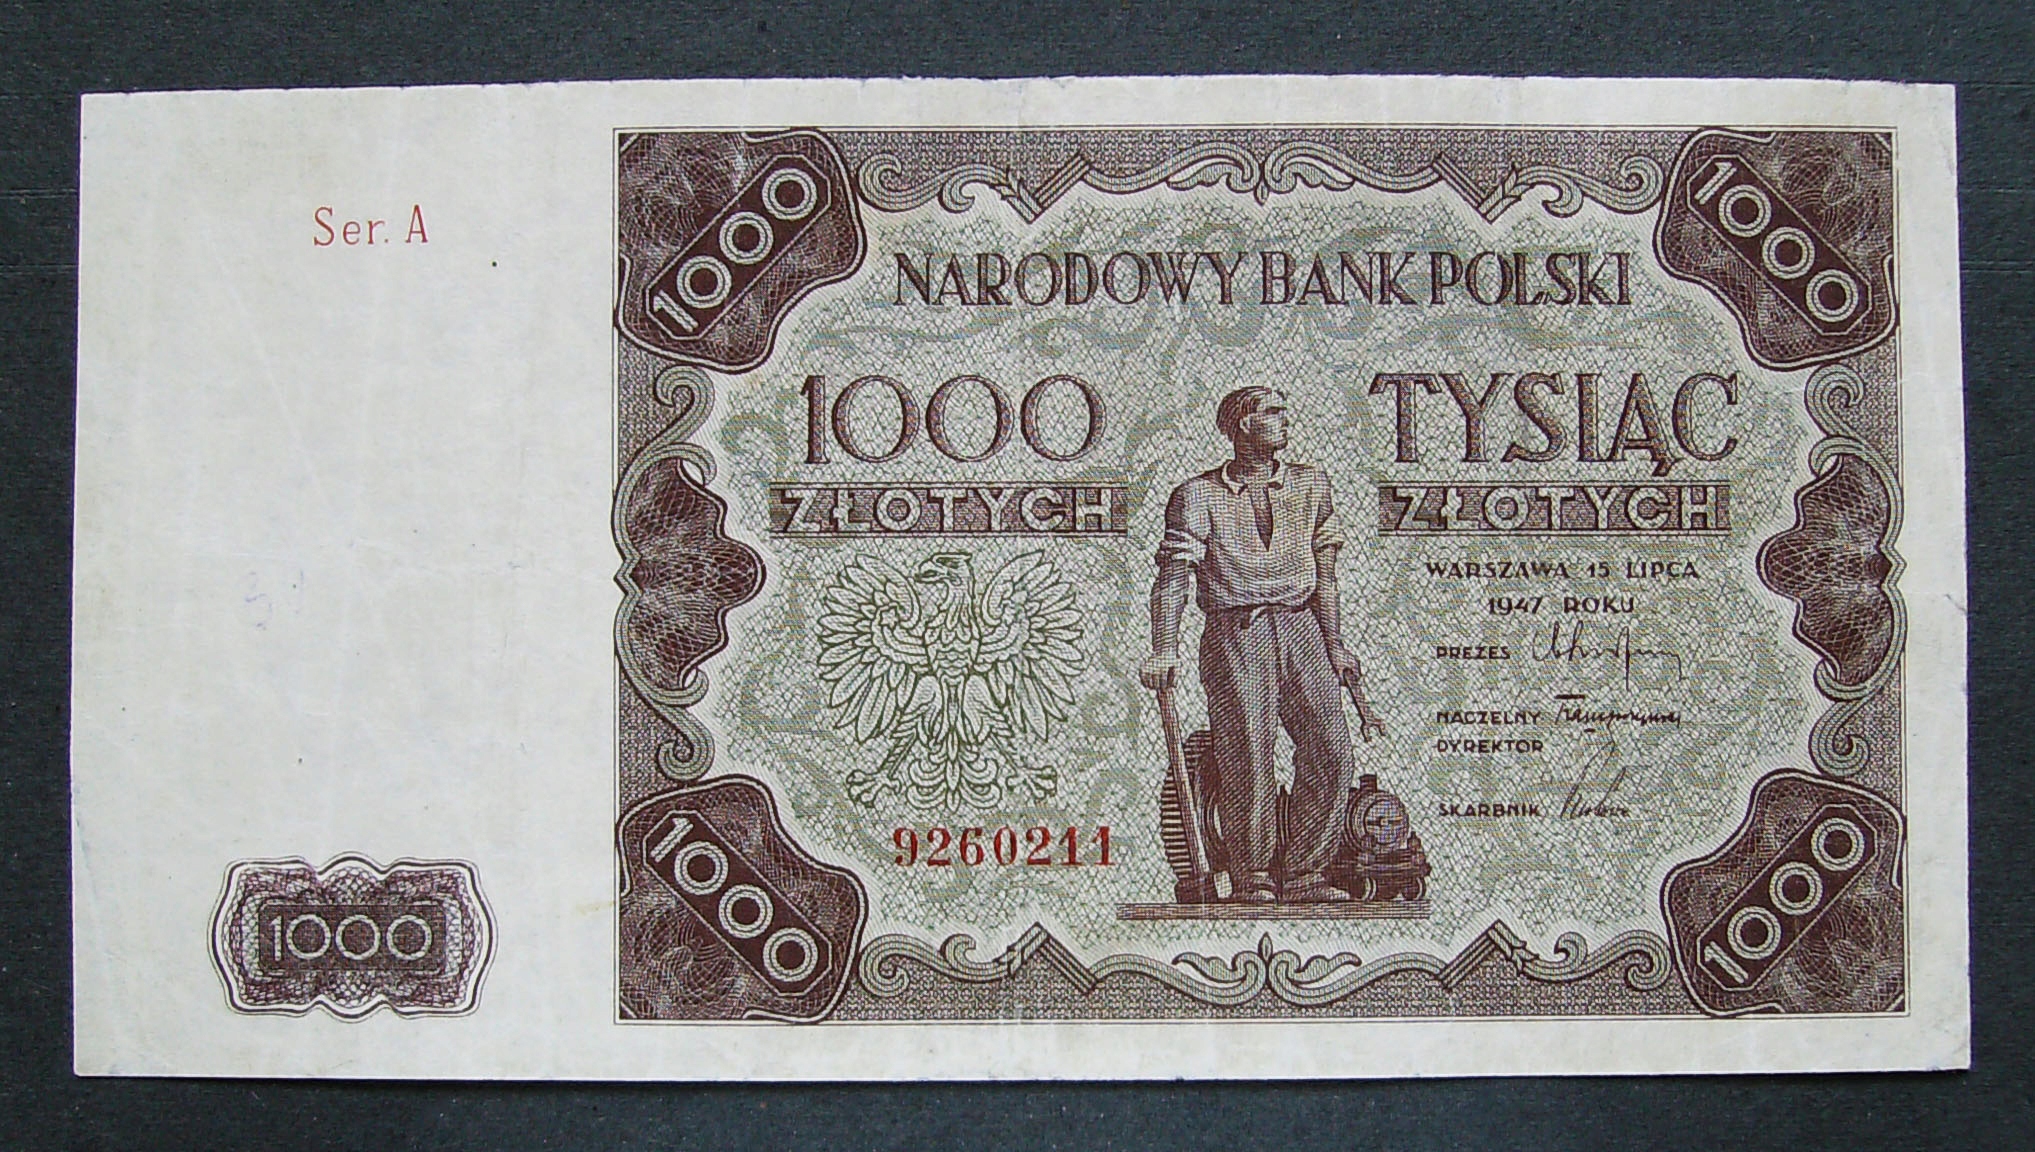 Ser. A
1000
1000
NARODOWY BANK POLSKI
1000
TYSIĄC
ZŁOTYCH
ZŁOTYCH
WARSZAWA 15 LIPCA
1947 ROKU
PREZES
NACZELNY
DYREKTOR
SKARBNIK
9260211
1000
1000
1000